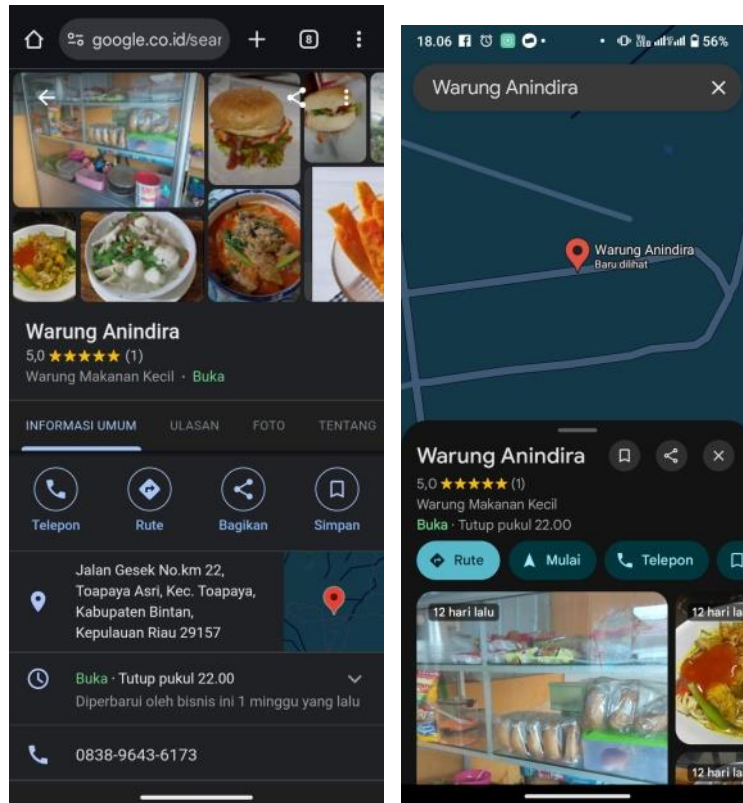 google.co.id/sear
8
Warung Anindira
5,0 (1)
Warung Makanan Kecil · Buka
INFORMASI UMUM ULASAN FOTO TENTANG
Telepon Rute Bagikan Simpan
Jalan Gesek No.km 22,
Toapaya Asri, Kec. Toapaya,
Kabupaten Bintan,
Kepulauan Riau 29157
Buka · Tutup pukul 22.00
Diperbarui oleh bisnis ini 1 minggu yang lalu
0838-9643-6173
18.06 56%
Warung Anindira
Warung Anindira
Baru dilihat
Warung Anindira
5,0 (1)
Warung Makanan Kecil
Buka · Tutup pukul 22.00
Rute Mulai Telepon
12 hari lalu 12 hari la
12 hari la